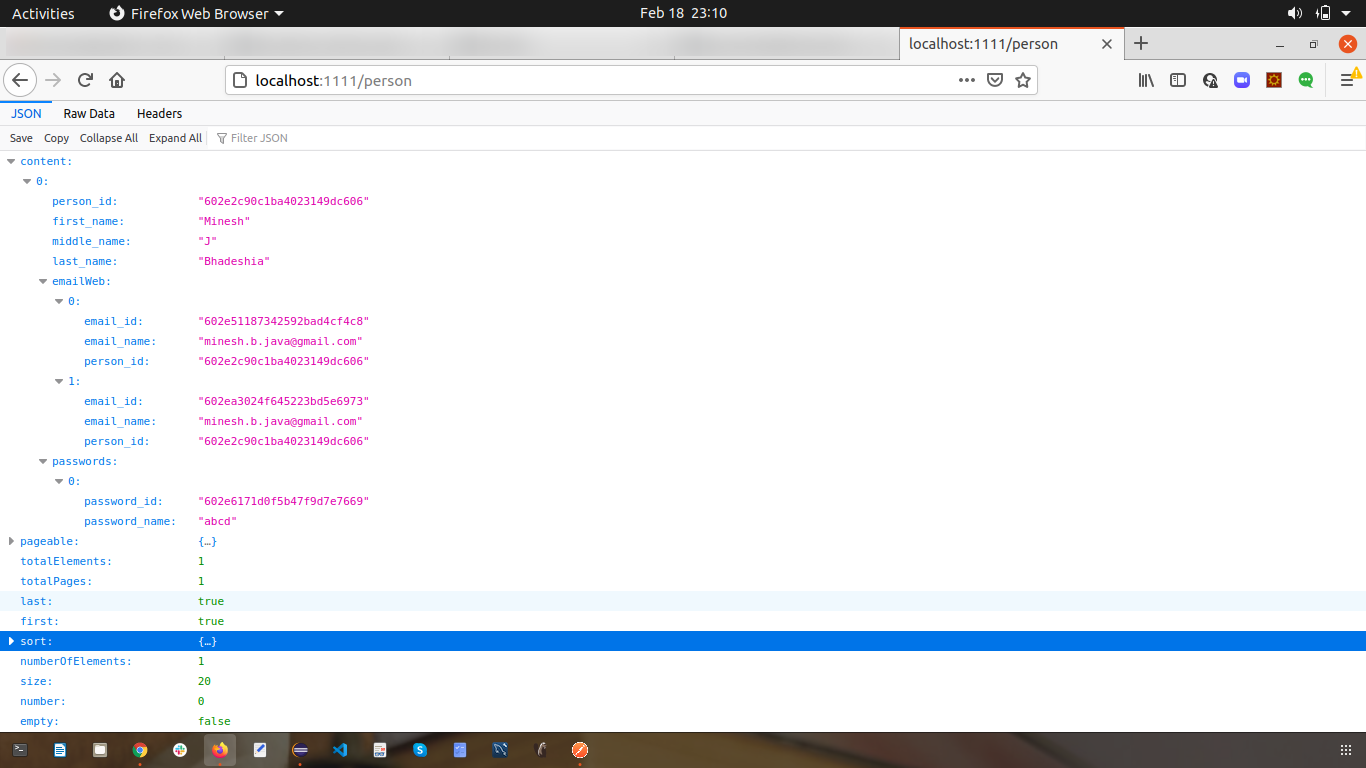 Activities Firefox Web Browser Feb 18 23:10
localhost:1111/person
localhost:1111/person
JSON Raw Data Headers
Save Copy Collapse All Expand All Filter JSON
content:
0:
person_id: "602e2c90c1ba4023149dc606"
first_name: "Minesh"
middle_name: "J"
last_name: "Bhadeshia"
emailWeb:
0:
email_id: "602e51187342592bad4cf4c8"
email_name: "minesh.b.java@gmail.com"
person_id: "602e2c90c1ba4023149dc606"
1:
email_id: "602ea3024f645223bd5e6973"
email_name: "minesh.b.java@gmail.com"
person_id: "602e2c90c1ba4023149dc606"
passwords:
0:
password_id: "602e6171d0f5b47f9d7e7669"
password_name: "abcd"
pageable: {…}
totalElements: 1
totalPages: 1
last: true
first: true
sort: {…}
numberOfElements: 1
size: 20
number: 0
empty: false